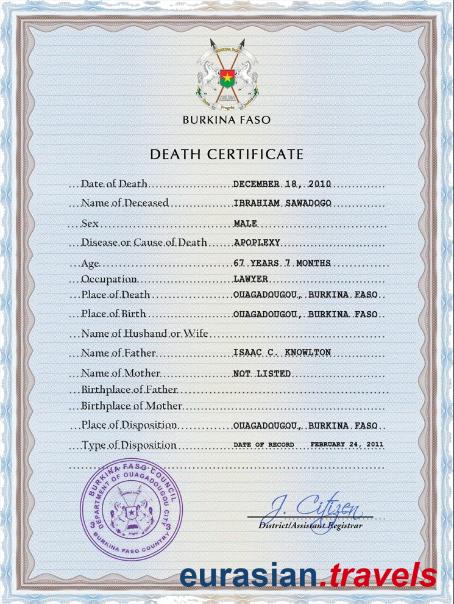 BURKINA FASO
DEATH CERTIFICATE
Date of Death DECEMBER 18, 2010
Name of Deceased IBRAHIAM SAWADOGO
Sex MALE
Disease or Cause of Death APOPLEXY
Age 67 YEARS 7 MONTHS
Occupation LAWYER
Place of Death OUAGADOUGOU, BURKINA FASO
Place of Birth OUAGADOUGOU, BURKINA FASO
Name of Husband or Wife
Name of Father ISAAC C. KNOWLTON
Name of Mother NOT LISTED
Birthplace of Father
Birthplace of Mother
Place of Disposition OUAGADOUGOU, BURKINA FASO
Type of Disposition DATE OF RECORD FEBRUARY 24, 2011
BURKINA FASO COUNCIL
DEPARTMENT OF OUAGADOUGOU CITY
3 3
BURKINA FASO COUNTRY
J. Citizen
District/Assistant Registrar
eurasian.travels